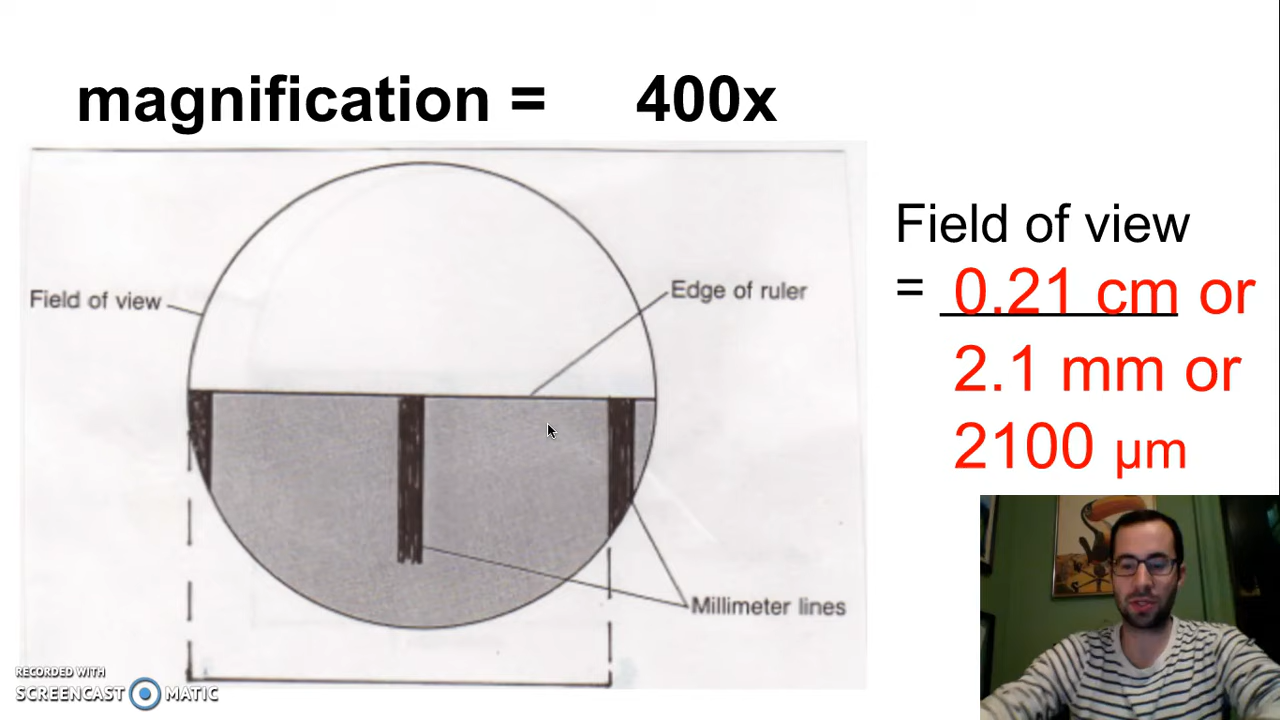 magnification = 400x
Field of view
Edge of ruler
Millimeter lines
Field of view
= 0.21 cm or
2.1 mm or
2100 µm
RECORDED WITH
SCREENCAST MATIC